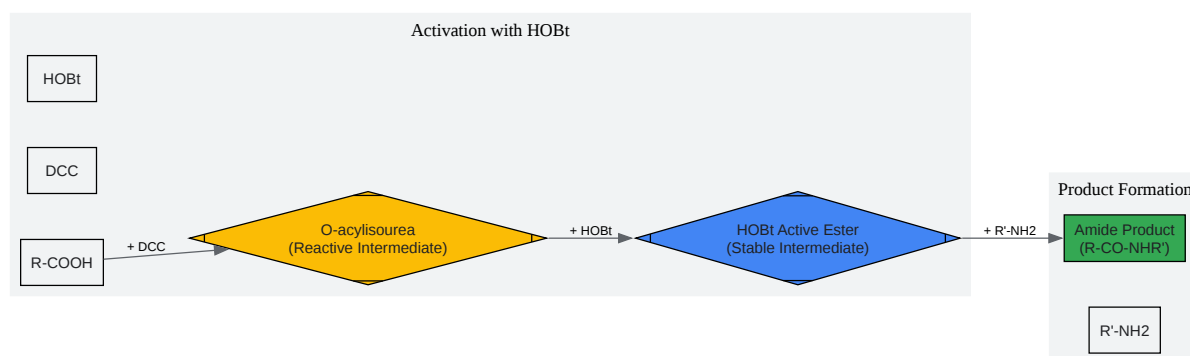 Activation with HOBt
HOBt
DCC
R-COOH
+ DCC
O-acylisourea
(Reactive Intermediate)
+ HOBt
HOBt Active Ester
(Stable Intermediate)
+ R'-NH2
Product Formation
Amide Product
(R-CO-NHR')
R'-NH2